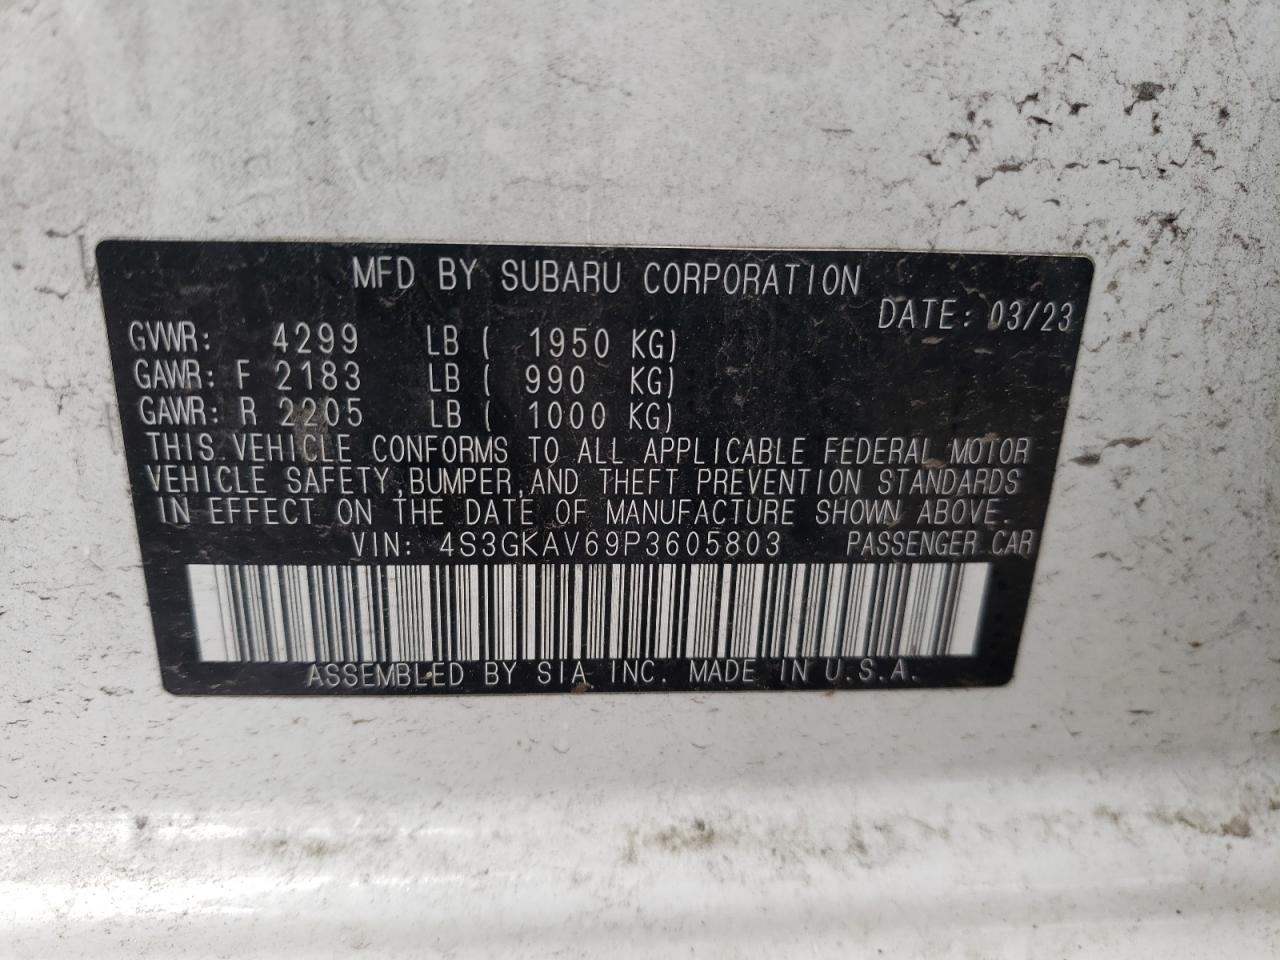 MFD BY SUBARU CORPORATION
DATE: 03/23
GVWR: 4299 LB ( 1950 KG)
GAWR: F 2183 LB ( 990 KG)
GAWR: R 2205 LB ( 1000 KG)
THIS VEHICLE CONFORMS TO ALL APPLICABLE FEDERAL MOTOR
VEHICLE SAFETY,BUMPER,AND THEFT PREVENTION STANDARDS
IN EFFECT ON THE DATE OF MANUFACTURE SHOWN ABOVE.
VIN: 4S3GKAV69P3605803 PASSENGER CAR
ASSEMBLED BY SIA INC. MADE IN U.S.A.